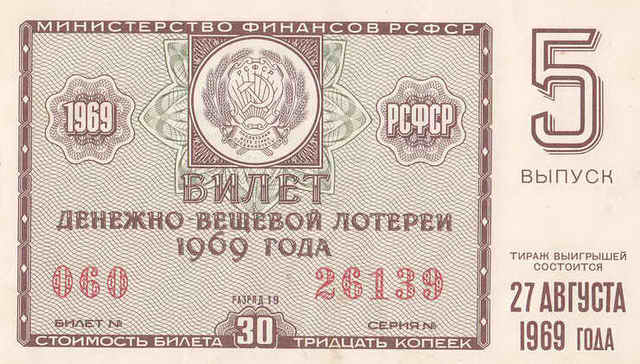 МИНИСТЕРСТВО ФИНАНСОВ РСФСР
РСФСР
1969
РСФСР
БИЛЕТ
ДЕНЕЖНО-ВЕЩЕВОЙ ЛОТЕРЕИ
1969 ГОДА
060 26139
РАЗРЯД 19
БИЛЕТ № СЕРИЯ №
СТОИМОСТЬ БИЛЕТА 30 ТРИДЦАТЬ КОПЕЕК
5
ВЫПУСК
ТИРАЖ ВЫИГРЫШЕЙ
СОСТОИТСЯ
27 АВГУСТА
1969 ГОДА